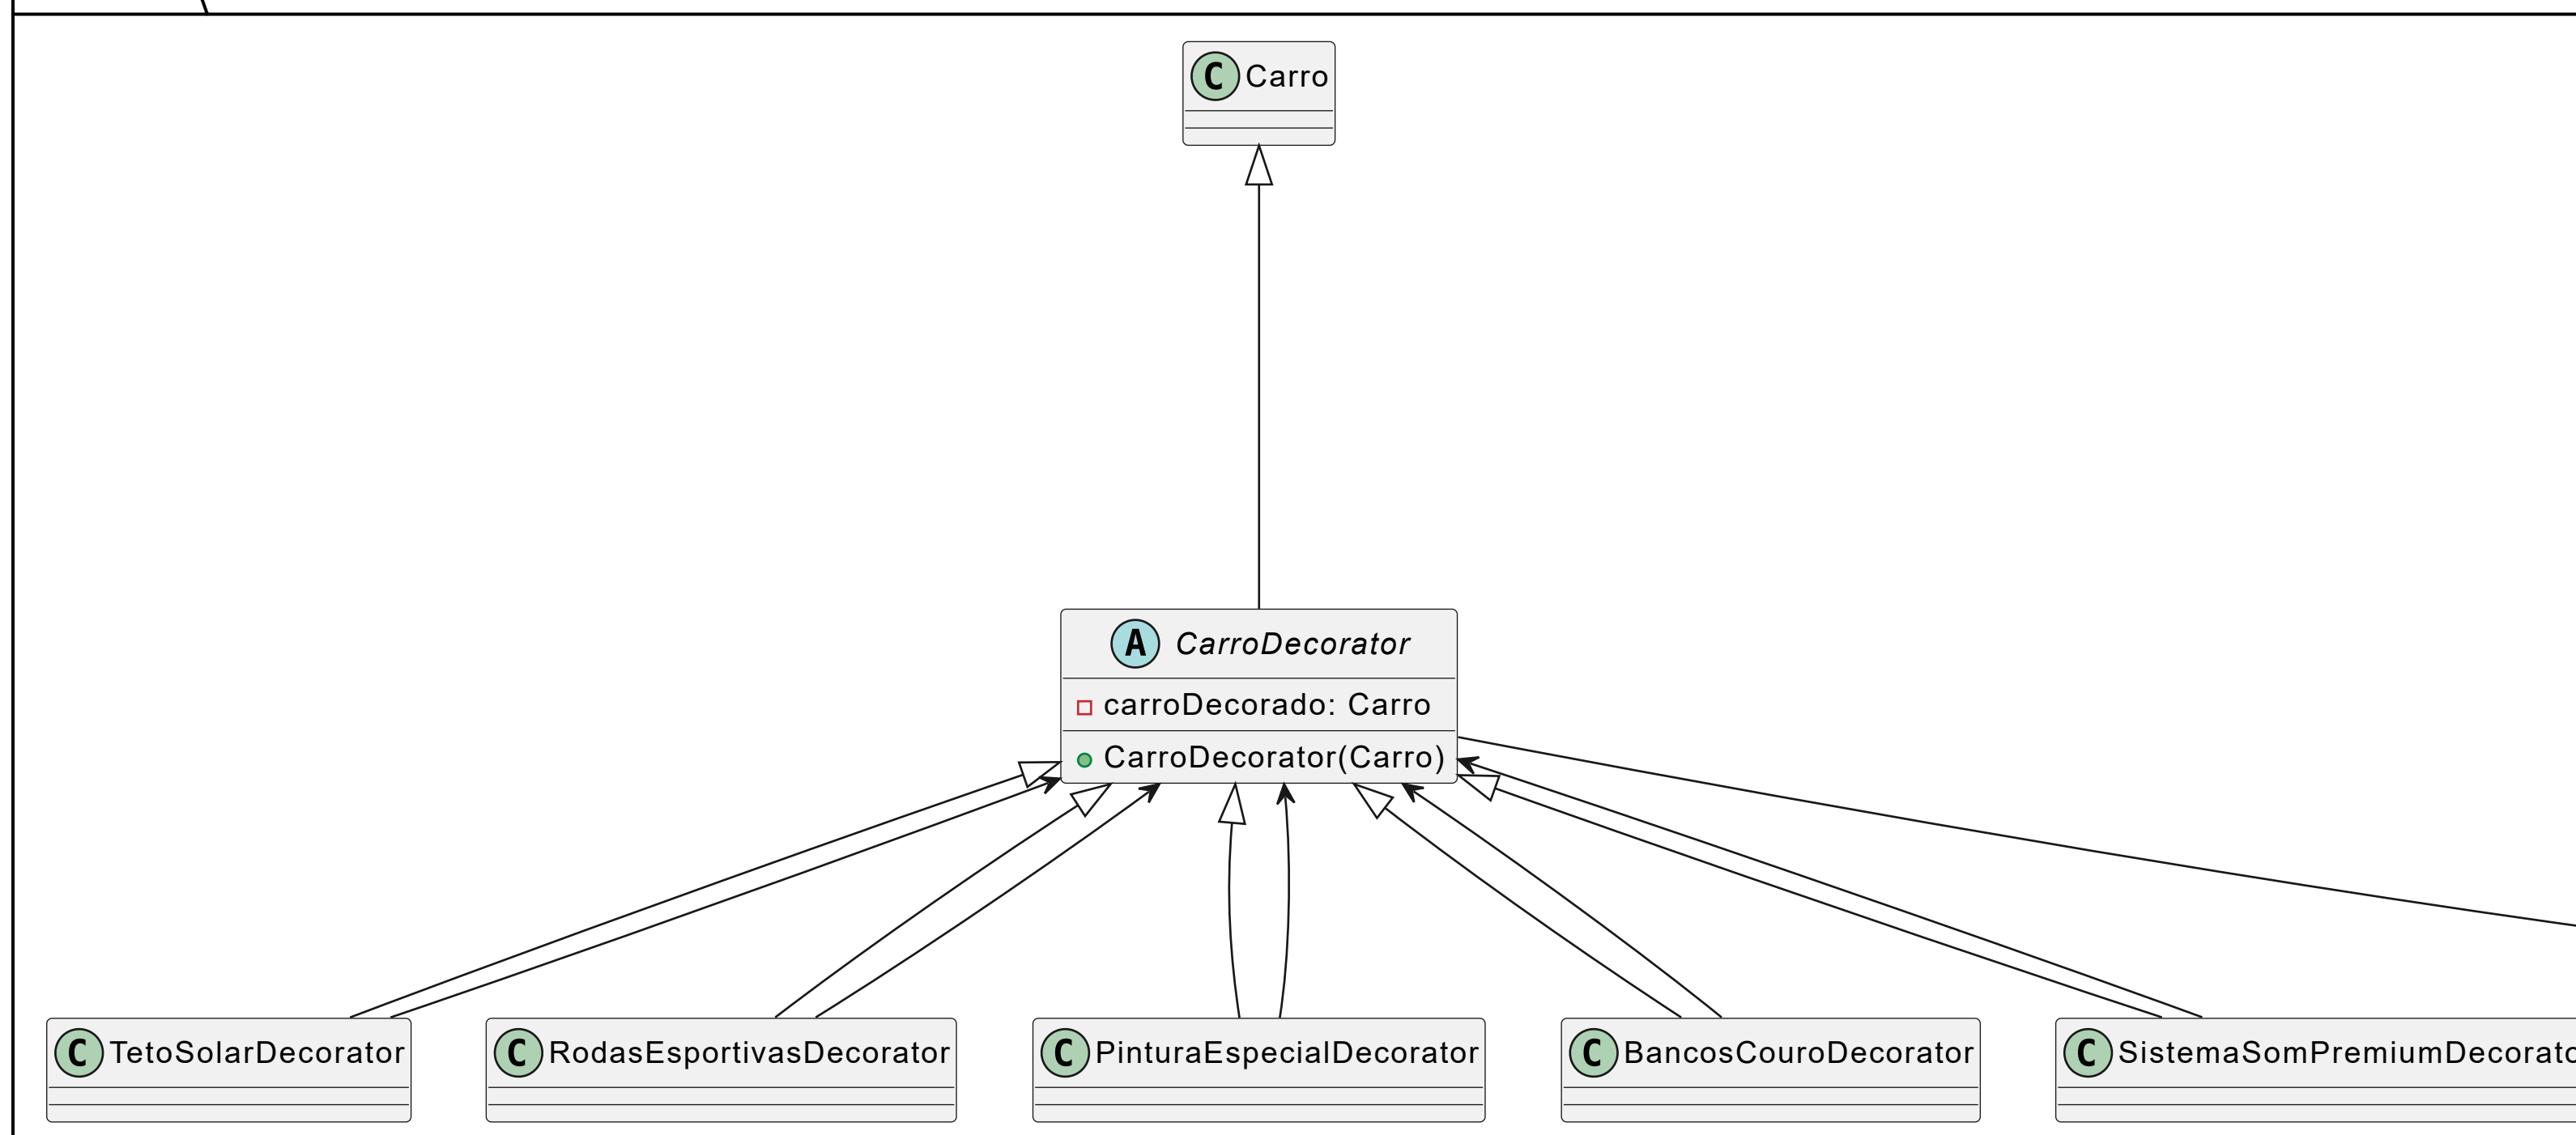 C Carro
A CarroDecorator
carroDecorado: Carro
CarroDecorator(Carro)
C TetoSolarDecorator
C RodasEsportivasDecorator
C PinturaEspecialDecorator
C BancosCouroDecorator
C SistemaSomPremiumDecorato